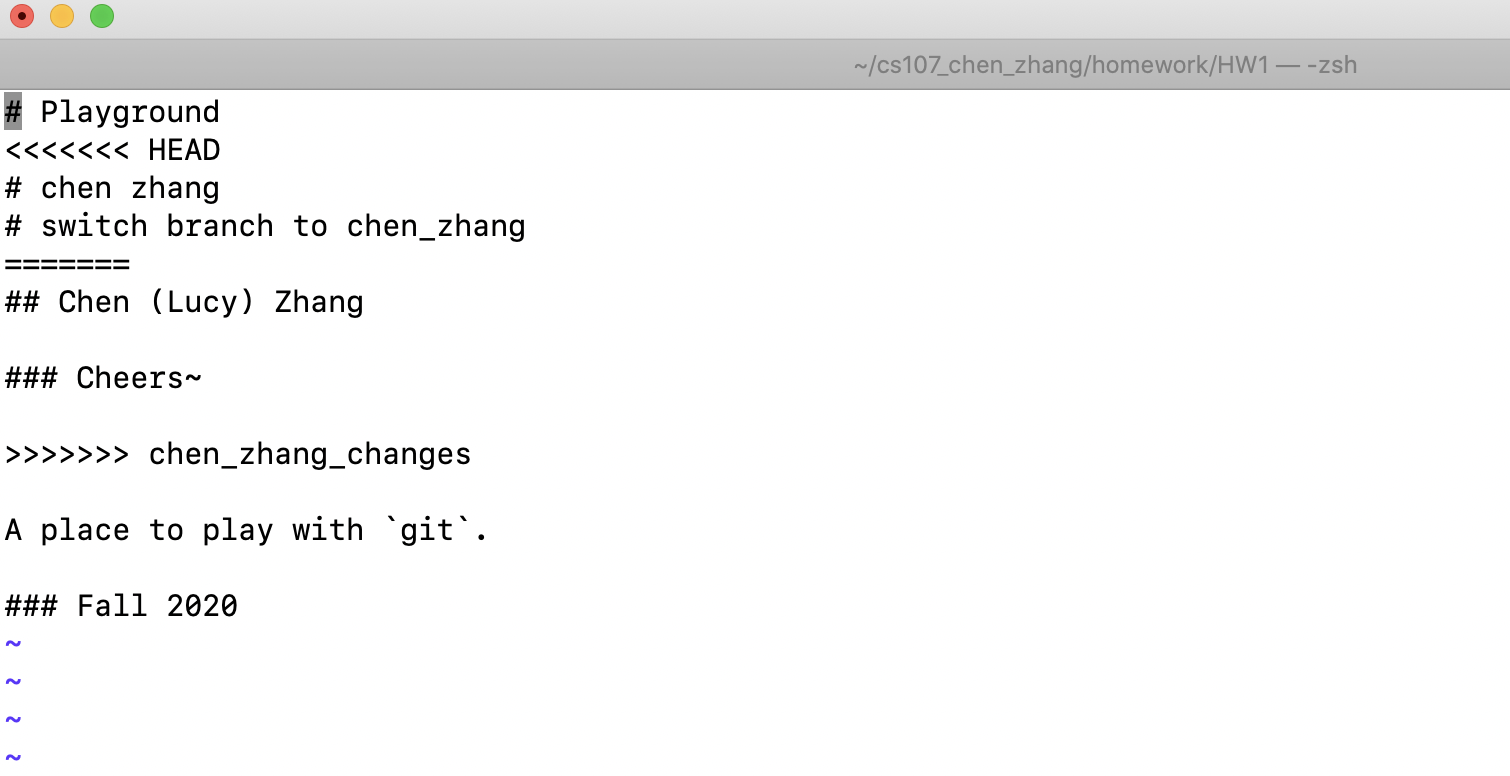 ~/cs107_chen_zhang/homework/HW1 — -zsh
# Playground
<<<<<<< HEAD
# chen zhang
# switch branch to chen_zhang
=======
## Chen (Lucy) Zhang
### Cheers~
>>>>>>> chen_zhang_changes
A place to play with `git`.
### Fall 2020
~
~
~
~